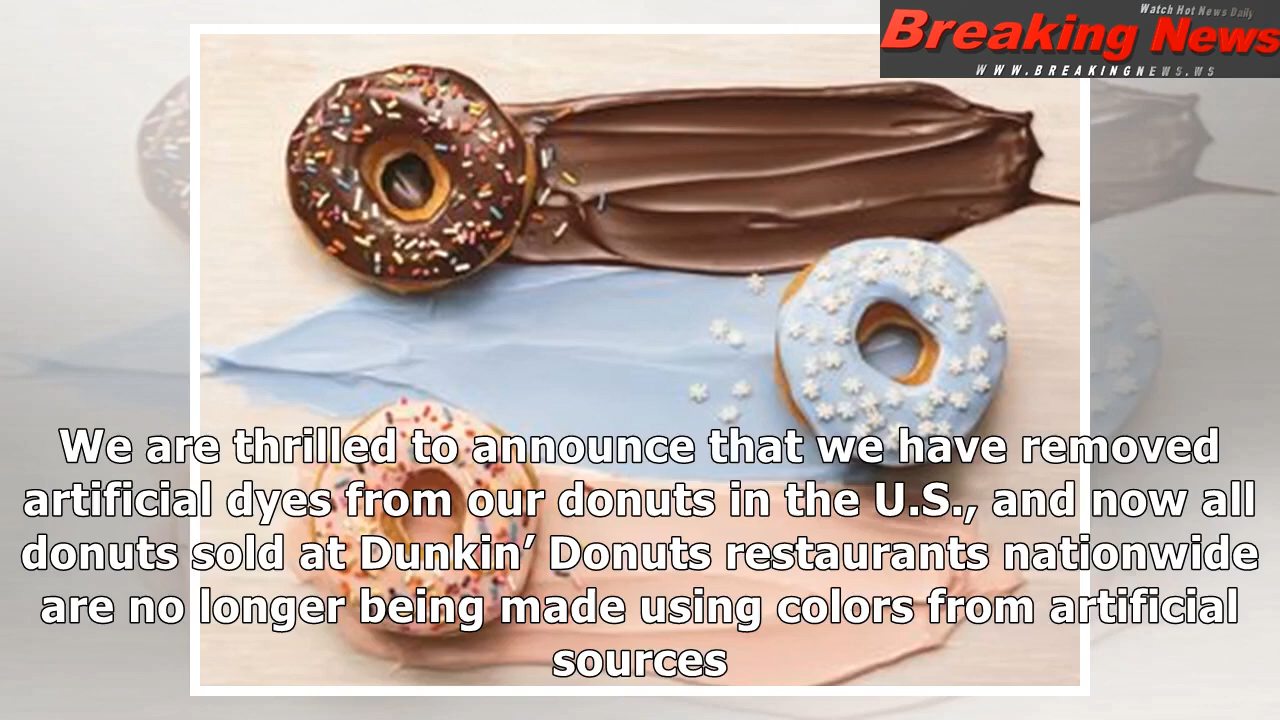 Watch Hot News Daily
Breaking News
WWW.BREAKINGNEWS.WS
We are thrilled to announce that we have removed
artificial dyes from our donuts in the U.S., and now all
donuts sold at Dunkin’ Donuts restaurants nationwide
are no longer being made using colors from artificial
sources